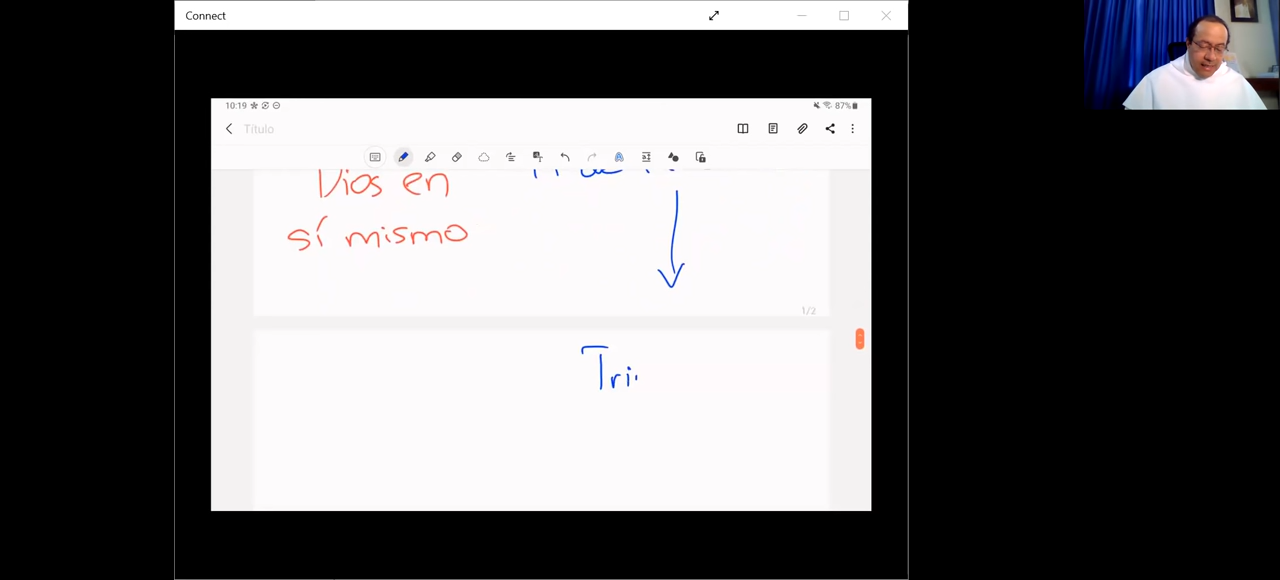 Connect
10:19
87%
Título
Dios en
sí mismo
1/2
Tri